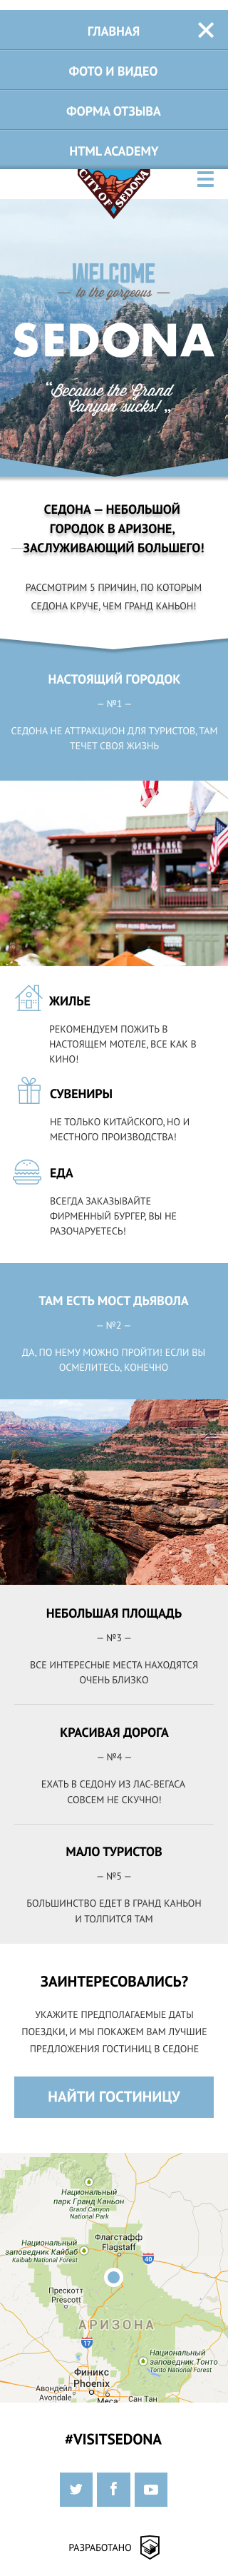 ГЛАВНАЯ
ФОТО И ВИДЕО
ФОРМА ОТЗЫВА
HTML ACADEMY
CITY OF SEDONA
WELCOME
to the gorgeous
SEDONA
“Because the Grand
Canyon sucks! „
СЕДОНА — НЕБОЛЬШОЙ
ГОРОДОК В АРИЗОНЕ,
ЗАСЛУЖИВАЮЩИЙ БОЛЬШЕГО!
РАССМОТРИМ 5 ПРИЧИН, ПО КОТОРЫМ
СЕДОНА КРУЧЕ, ЧЕМ ГРАНД КАНЬОН!
НАСТОЯЩИЙ ГОРОДОК
— №1 —
СЕДОНА НЕ АТТРАКЦИОН ДЛЯ ТУРИСТОВ, ТАМ
ТЕЧЕТ СВОЯ ЖИЗНЬ
OPEN RANGE
ЖИЛЬЕ
РЕКОМЕНДУЕМ ПОЖИТЬ В
НАСТОЯЩЕМ МОТЕЛЕ, ВСЕ КАК В
КИНО!
СУВЕНИРЫ
НЕ ТОЛЬКО КИТАЙСКОГО, НО И
МЕСТНОГО ПРОИЗВОДСТВА!
ЕДА
ВСЕГДА ЗАКАЗЫВАЙТЕ
ФИРМЕННЫЙ БУРГЕР, ВЫ НЕ
РАЗОЧАРУЕТЕСЬ!
ТАМ ЕСТЬ МОСТ ДЬЯВОЛА
— №2 —
ДА, ПО НЕМУ МОЖНО ПРОЙТИ! ЕСЛИ ВЫ
ОСМЕЛИТЕСЬ, КОНЕЧНО
НЕБОЛЬШАЯ ПЛОЩАДЬ
— №3 —
ВСЕ ИНТЕРЕСНЫЕ МЕСТА НАХОДЯТСЯ
ОЧЕНЬ БЛИЗКО
КРАСИВАЯ ДОРОГА
— №4 —
ЕХАТЬ В СЕДОНУ ИЗ ЛАС-ВЕГАСА
СОВСЕМ НЕ СКУЧНО!
МАЛО ТУРИСТОВ
— №5 —
БОЛЬШИНСТВО ЕДЕТ В ГРАНД КАНЬОН
И ТОЛПИТСЯ ТАМ
ЗАИНТЕРЕСОВАЛИСЬ?
УКАЖИТЕ ПРЕДПОЛАГАЕМЫЕ ДАТЫ
ПОЕЗДКИ, И МЫ ПОКАЖЕМ ВАМ ЛУЧШИЕ
ПРЕДЛОЖЕНИЯ ГОСТИНИЦ В СЕДОНЕ
НАЙТИ ГОСТИНИЦУ
Национальный
парк Гранд Каньон
Grand Canyon
National Park
Флагстафф
Flagstaff
Национальный
заповедник Кайбаб
Kaibab National Forest
40
Прескотт
Prescott
АРИЗОНА
17
Национальный
заповедник Тонто
Tonto National Forest
Финикс
Phoenix
Авондейл
Avondale
Меса
Сан Тан
#VISITSEDONA
РАЗРАБОТАНО